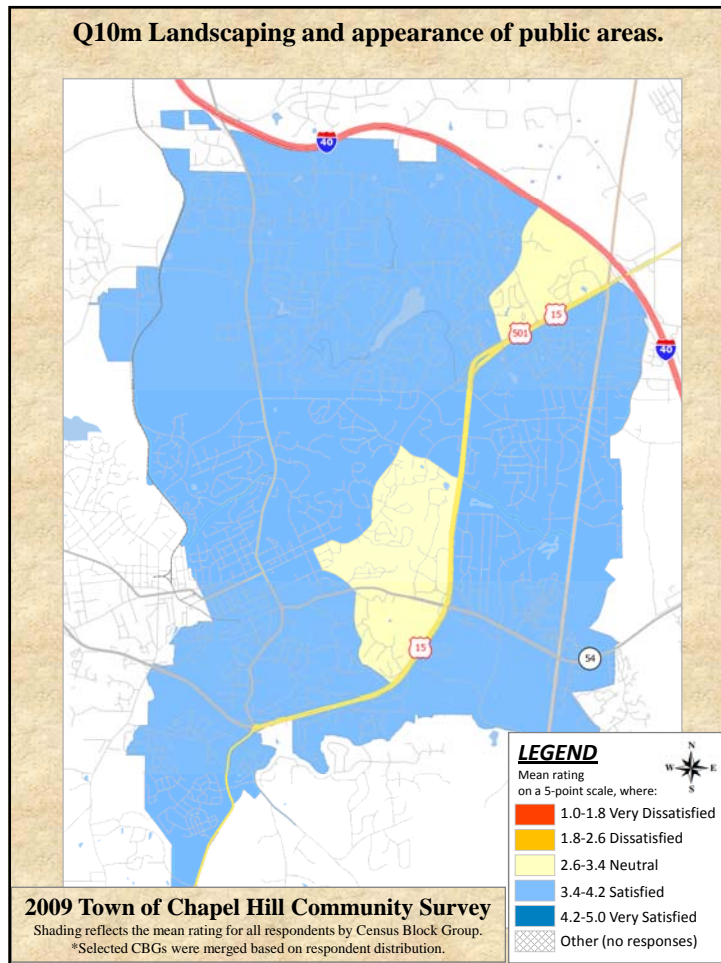 Q10m Landscaping and appearance of public areas.
40
15
501
40
15
54
LEGEND
Mean rating
on a 5-point scale, where:
N
W E
S
1.0-1.8 Very Dissatisfied
1.8-2.6 Dissatisfied
2.6-3.4 Neutral
3.4-4.2 Satisfied
4.2-5.0 Very Satisfied
Other (no responses)
2009 Town of Chapel Hill Community Survey
Shading reflects the mean rating for all respondents by Census Block Group.
*Selected CBGs were merged based on respondent distribution.